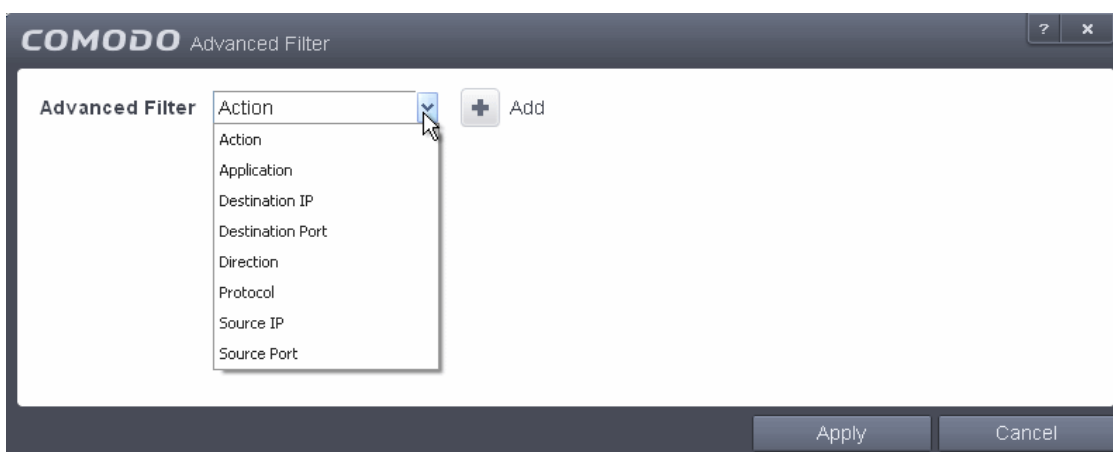 COMODO Advanced Filter
? x
Advanced Filter Action + Add
Action
Application
Destination IP
Destination Port
Direction
Protocol
Source IP
Source Port
Apply Cancel